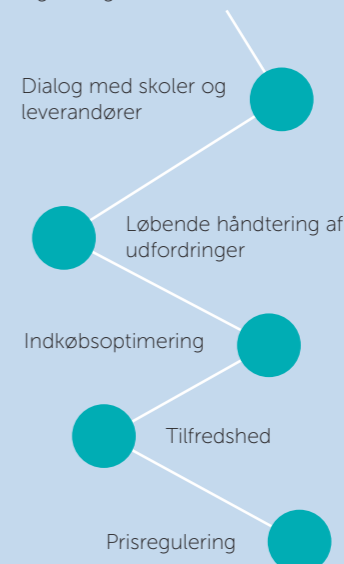 Dialog med skoler og
leverandører
Løbende håndtering af
udfordringer
Indkøbsoptimering
Tilfredshed
Prisregulering